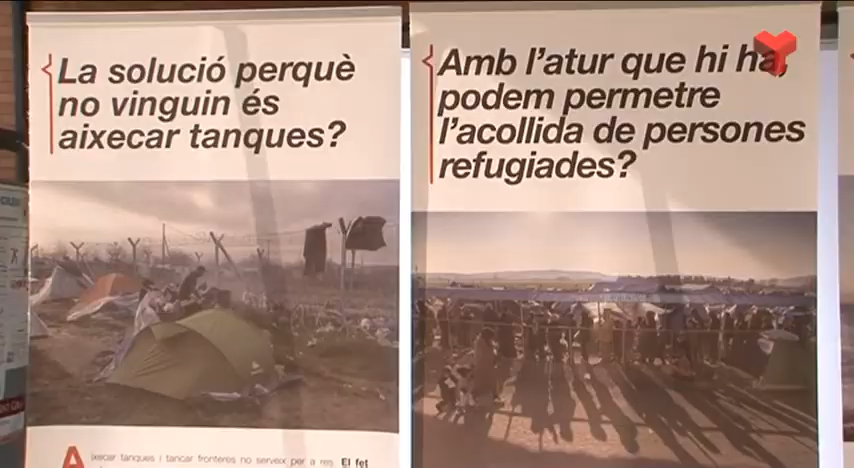 La solució perquè
no vinguin és
aixecar tanques?
Amb l'atur que hi ha,
podem permetre
l'acollida de persones
refugiades?
Aixecar tanques i tancar fronteres no serveix per a res. El fet